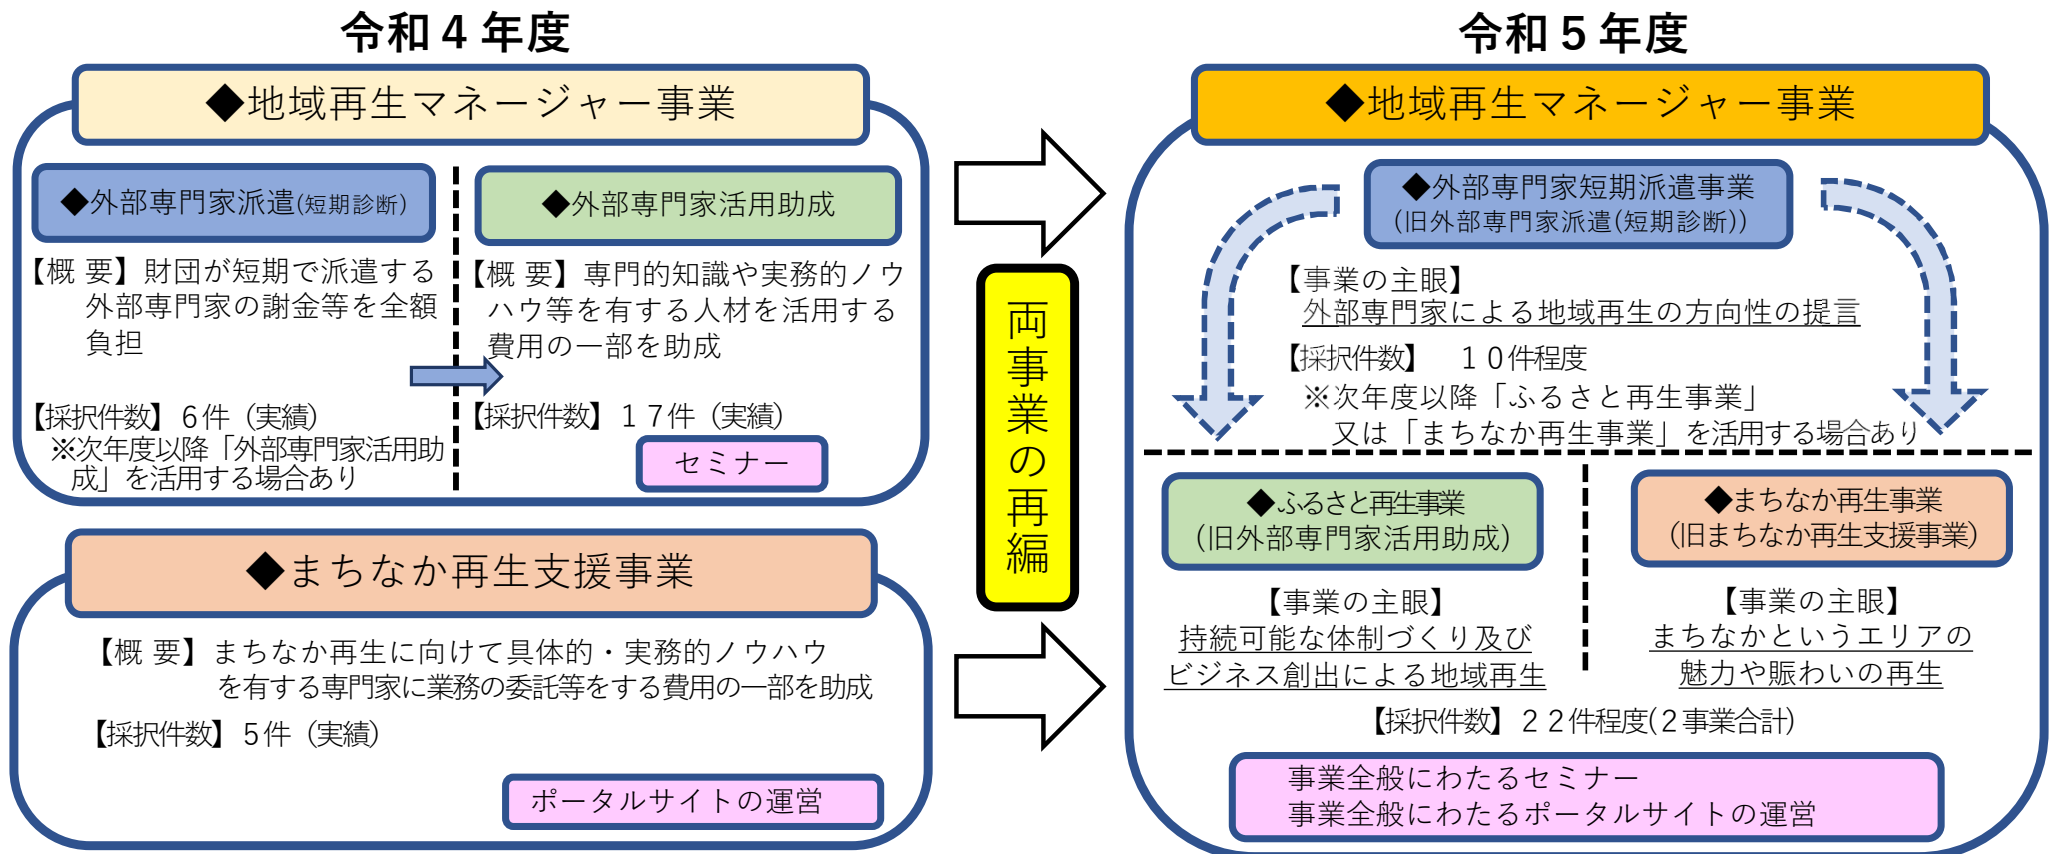 令和４年度
◆地域再生マネージャー事業
◆外部専門家派遣(短期診断)
【概 要】財団が短期で派遣する
外部専門家の謝金等を全額
負担
【採択件数】６件（実績）
※次年度以降「外部専門家活用助
成」を活用する場合あり
◆外部専門家活用助成
【概 要】専門的知識や実務的ノウ
ハウ等を有する人材を活用する
費用の一部を助成
【採択件数】１７件（実績）
セミナー
◆まちなか再生支援事業
【概 要】まちなか再生に向けて具体的・実務的ノウハウ
を有する専門家に業務の委託等をする費用の一部を助成
【採択件数】５件（実績）
ポータルサイトの運営
両事業の再編
令和５年度
◆地域再生マネージャー事業
◆外部専門家短期派遣事業
(旧外部専門家派遣(短期診断))
【事業の主眼】
外部専門家による地域再生の方向性の提言
【採択件数】　１０件程度
※次年度以降「ふるさと再生事業」
又は「まちなか再生事業」を活用する場合あり
◆ふるさと再生事業
(旧外部専門家活用助成)
【事業の主眼】
持続可能な体制づくり及び
ビジネス創出による地域再生
◆まちなか再生事業
(旧まちなか再生支援事業)
【事業の主眼】
まちなかというエリアの
魅力や賑わいの再生
【採択件数】２２件程度(２事業合計)
事業全般にわたるセミナー
事業全般にわたるポータルサイトの運営